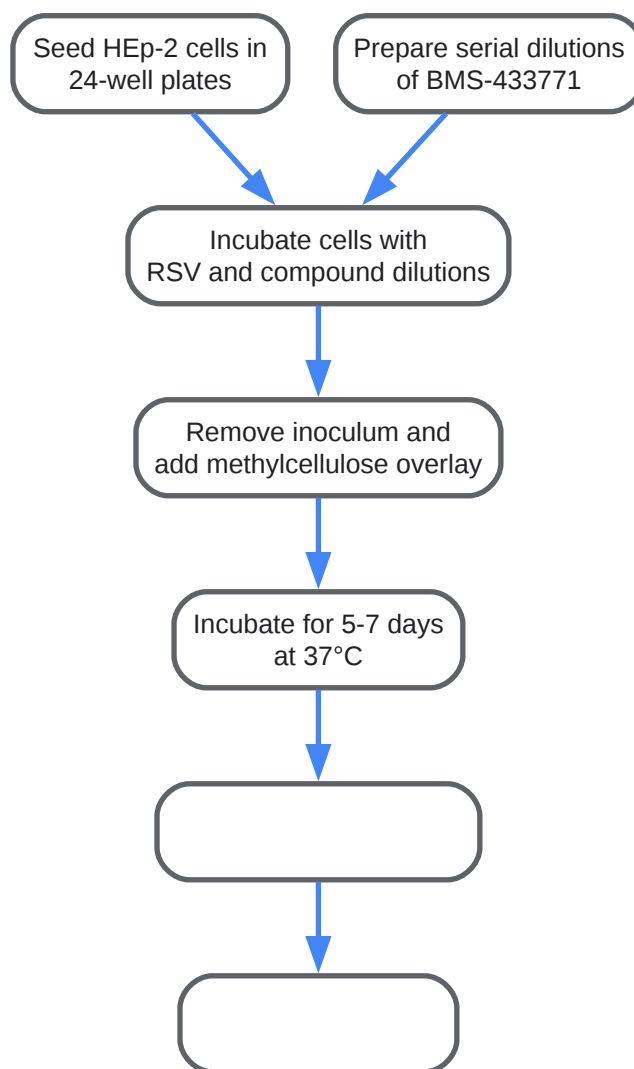 Seed HEp-2 cells in
24-well plates
Prepare serial dilutions
of BMS-433771
Incubate cells with
RSV and compound dilutions
Remove inoculum and
add methylcellulose overlay
Incubate for 5-7 days
at 37°C